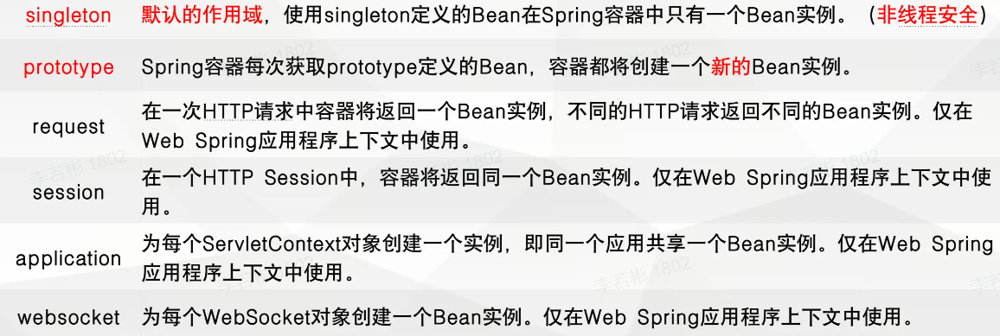 singleton 默认的作用域，使用singleton定义的Bean在Spring容器中只有一个Bean实例。（非线程安全）
prototype Spring容器每次获取prototype定义的Bean，容器都将创建一个新的Bean实例。
request 在一次HTTP请求中容器将返回一个Bean实例，不同的HTTP请求返回不同的Bean实例。仅在
Web Spring应用程序上下文中使用。
session 在一个HTTP Session中，容器将返回同一个Bean实例。仅在Web Spring应用程序上下文中使
用。
application 为每个ServletContext对象创建一个实例，即同一个应用共享一个Bean实例。仅在Web Spring
应用程序上下文中使用。
websocket 为每个WebSocket对象创建一个Bean实例。仅在Web Spring应用程序上下文中使用。
李若彬 1802
李若彬 1802
李若彬 1802